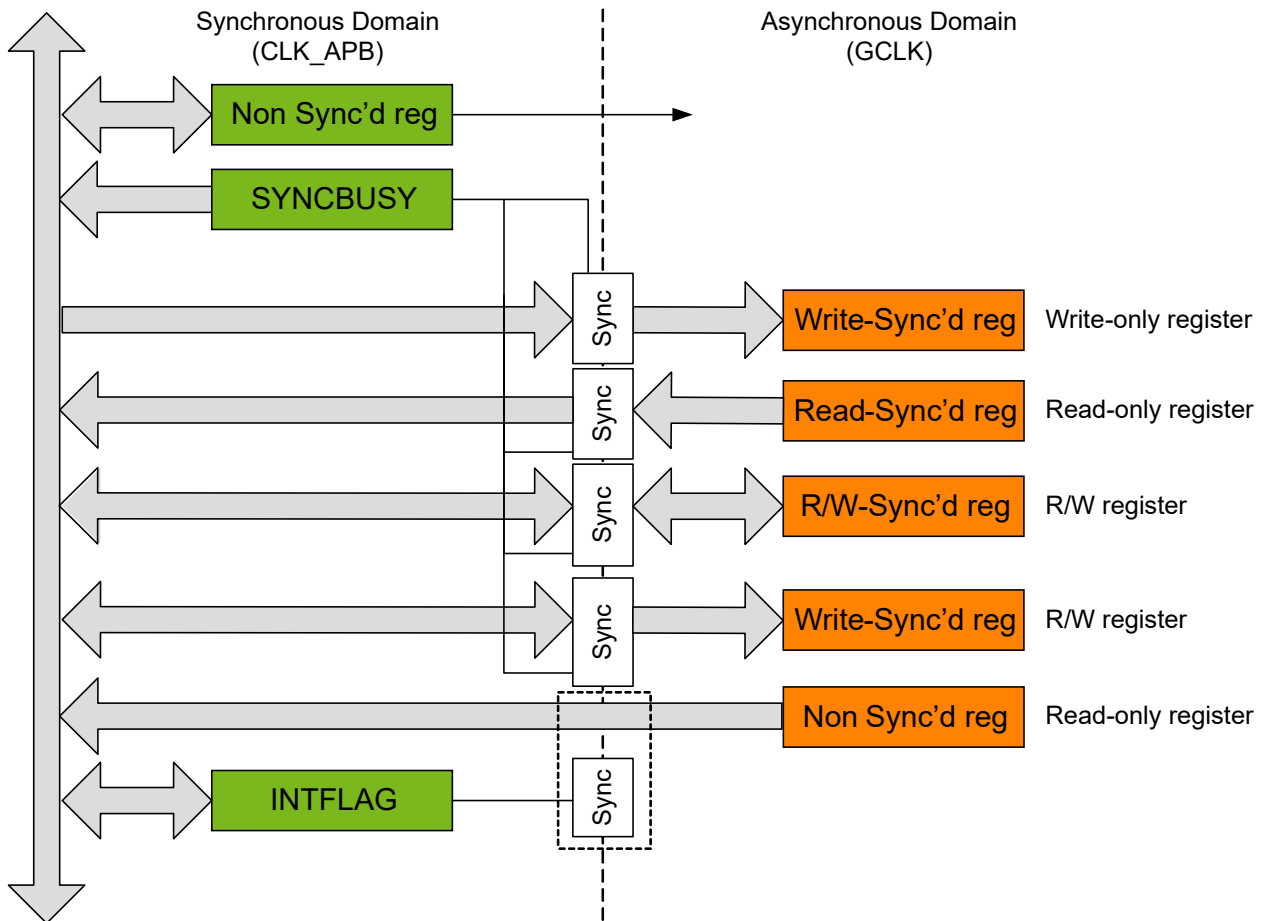 Synchronous Domain
(CLK_APB)
Asynchronous Domain
(GCLK)
Non Sync’d reg
SYNCBUSY
Sync
Write-Sync’d reg
Write-only register
Sync
Read-Sync’d reg
Read-only register
Sync
R/W-Sync’d reg
R/W register
Sync
Write-Sync’d reg
R/W register
Non Sync’d reg
Read-only register
INTFLAG
Sync